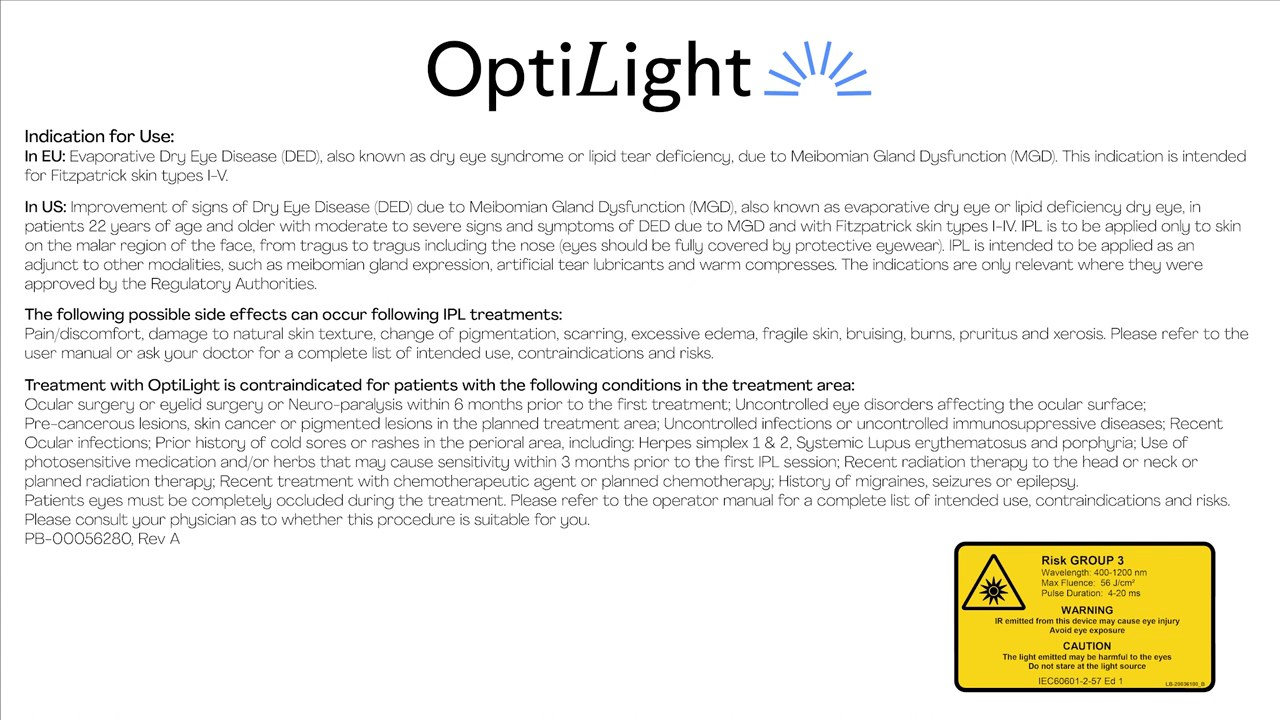 OptiLight
Indication for Use:
In EU: Evaporative Dry Eye Disease (DED), also known as dry eye syndrome or lipid tear deficiency, due to Meibomian Gland Dysfunction (MGD). This indication is intended
for Fitzpatrick skin types I-V.
In US: Improvement of signs of Dry Eye Disease (DED) due to Meibomian Gland Dysfunction (MGD), also known as evaporative dry eye or lipid deficiency dry eye, in
patients 22 years of age and older with moderate to severe signs and symptoms of DED due to MGD and with Fitzpatrick skin types I-IV. IPL is to be applied only to skin
on the malar region of the face, from tragus to tragus including the nose (eyes should be fully covered by protective eyewear). IPL is intended to be applied as an
adjunct to other modalities, such as meibomian gland expression, artificial tear lubricants and warm compresses. The indications are only relevant where they were
approved by the Regulatory Authorities.
The following possible side effects can occur following IPL treatments:
Pain/discomfort, damage to natural skin texture, change of pigmentation, scarring, excessive edema, fragile skin, bruising, burns, pruritus and xerosis. Please refer to the
user manual or ask your doctor for a complete list of intended use, contraindications and risks.
Treatment with OptiLight is contraindicated for patients with the following conditions in the treatment area:
Ocular surgery or eyelid surgery or Neuro-paralysis within 6 months prior to the first treatment; Uncontrolled eye disorders affecting the ocular surface;
Pre-cancerous lesions, skin cancer or pigmented lesions in the planned treatment area; Uncontrolled infections or uncontrolled immunosuppressive diseases; Recent
Ocular infections; Prior history of cold sores or rashes in the perioral area, including: Herpes simplex 1 & 2, Systemic Lupus erythematosus and porphyria; Use of
photosensitive medication and/or herbs that may cause sensitivity within 3 months prior to the first IPL session; Recent radiation therapy to the head or neck or
planned radiation therapy; Recent treatment with chemotherapeutic agent or planned chemotherapy; History of migraines, seizures or epilepsy.
Patients eyes must be completely occluded during the treatment. Please refer to the operator manual for a complete list of intended use, contraindications and risks.
Please consult your physician as to whether this procedure is suitable for you.
PB-00056280, Rev A
Risk GROUP 3
Wavelength: 400-1200 nm
Max Fluence: 56 J/cm²
Pulse Duration: 4-20 ms
WARNING
IR emitted from this device may cause eye injury
Avoid eye exposure
CAUTION
The light emitted may be harmful to the eyes
Do not stare at the light source
IEC60601-2-57 Ed 1